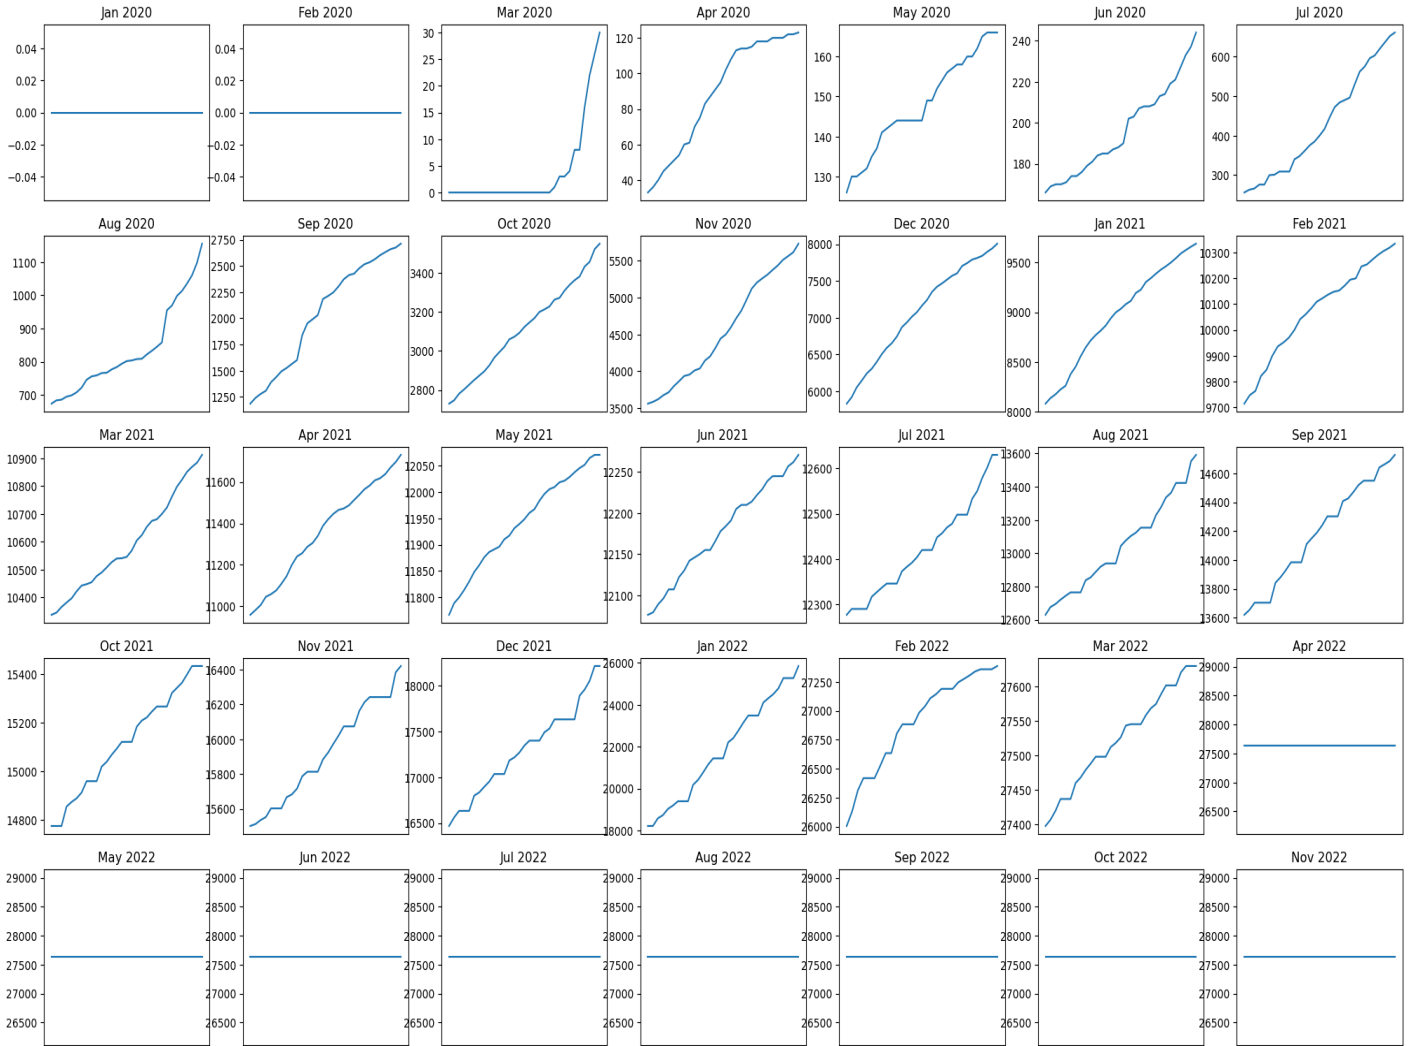 Jan 2020 Feb 2020 Mar 2020 Apr 2020 May 2020 Jun 2020 Jul 2020
0.04 0.04 30 120 160 240 600
0.02 0.02 25 100 150 220 500
0.00 0.00 20 80 140 200 400
−0.02 −0.02 15 60 130 180 300
−0.04 −0.04 10 40
5
0
Aug 2020 Sep 2020 Oct 2020 Nov 2020 Dec 2020 Jan 2021 Feb 2021
1100 2750 3400 5500 8000 9500 10300
1000 2500 3200 5000 7500 9000 10200
900 2250 3000 4500 7000 8500 10100
800 2000 2800 4000 6500 8000 10000
700 1750 3500 6000 9900
1500 9800
1250 9700
Mar 2021 Apr 2021 May 2021 Jun 2021 Jul 2021 Aug 2021 Sep 2021
10900 11600 12050 12250 12600 13600 14600
10800 11400 12000 12200 12500 13400 14400
10700 11200 11950 12150 12400 13200 14200
10600 11000 11900 12100 12300 13000 14000
10500 11850 12800 13800
10400 11800 12600 13600
Oct 2021 Nov 2021 Dec 2021 Jan 2022 Feb 2022 Mar 2022 Apr 2022
15400 16400 18000 26000 27250 27600 29000
15200 16200 17500 24000 27000 27550 28500
15000 16000 17000 22000 26750 27500 28000
14800 15800 16500 20000 26500 27450 27500
15600 18000 26250 27400 27000
26000 26500
May 2022 Jun 2022 Jul 2022 Aug 2022 Sep 2022 Oct 2022 Nov 2022
29000 29000 29000 29000 29000 29000 29000
28500 28500 28500 28500 28500 28500 28500
28000 28000 28000 28000 28000 28000 28000
27500 27500 27500 27500 27500 27500 27500
27000 27000 27000 27000 27000 27000 27000
26500 26500 26500 26500 26500 26500 26500